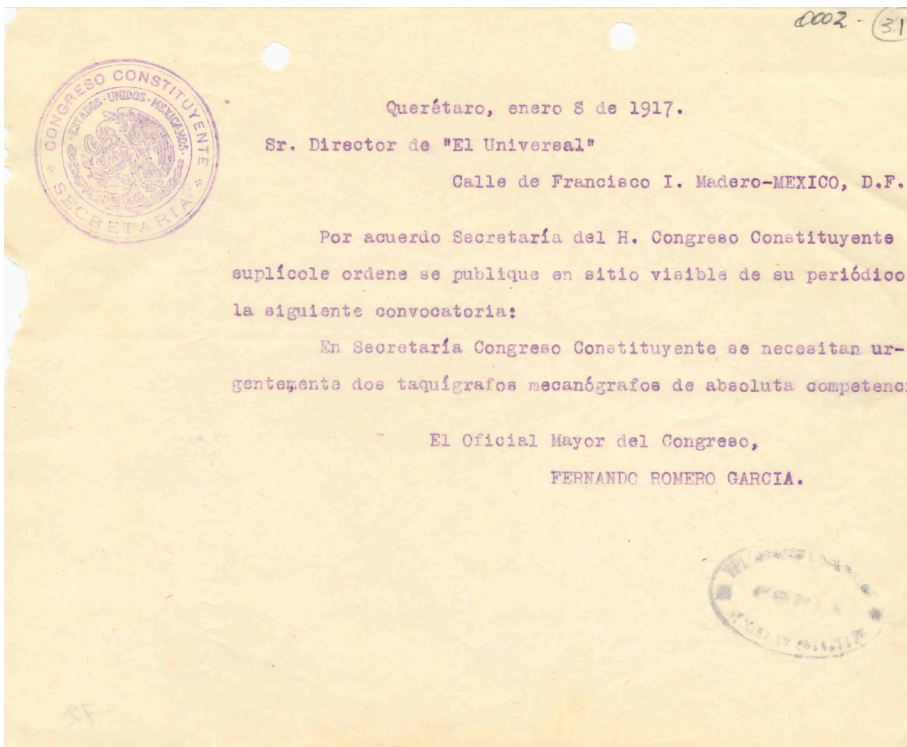 0002 - 31
CONGRESO CONSTITUYENTE
ESTADOS · UNIDOS · MEXICANOS
SECRETARIA
Querétaro, enero 8 de 1917.
Sr. Director de "El Universal"
Calle de Francisco I. Madero-MEXICO, D.F.
Por acuerdo Secretaría del H. Congreso Constituyente
suplícole ordene se publique en sitio visible de su periódico
la siguiente convocatoria:
En Secretaría Congreso Constituyente se necesitan ur-
gentemente dos taquígrafos mecanógrafos de absoluta competenc
El Oficial Mayor del Congreso,
FERNANDO ROMERO GARCIA.
72